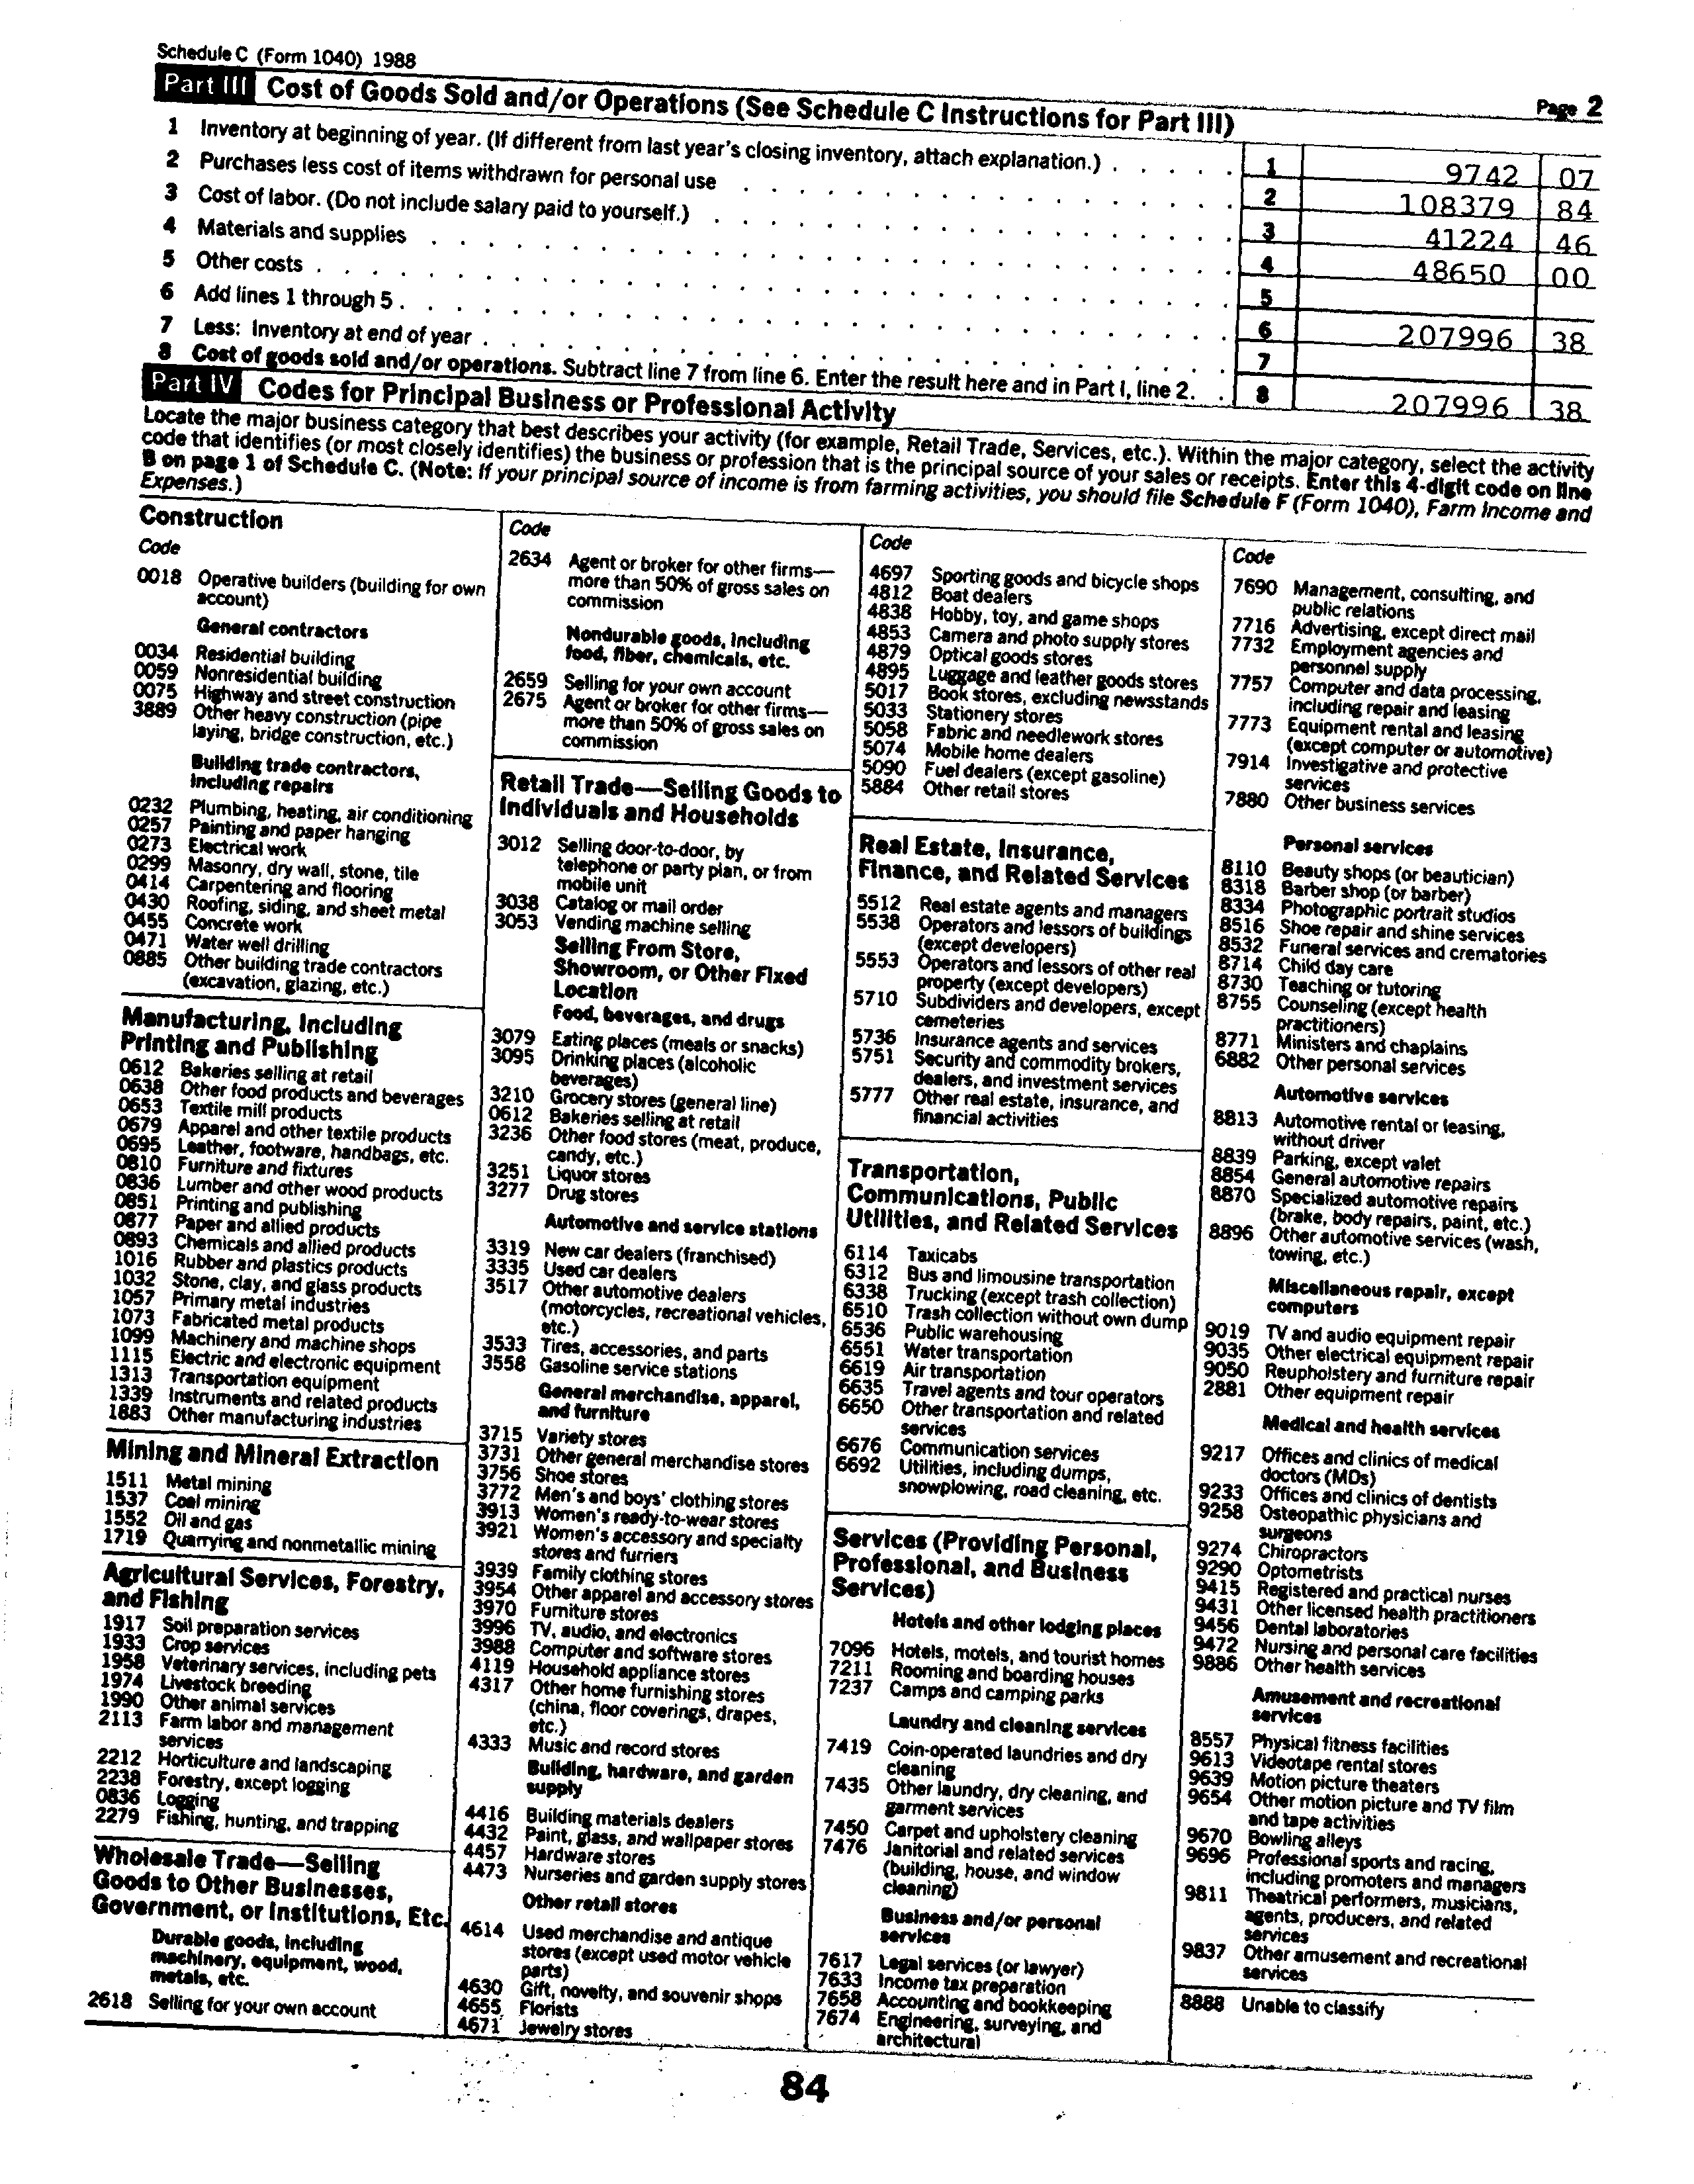 Schedule C (Form 1040) 1988
Page 2
Part III Cost of Goods Sold and/or Operations (See Schedule C Instructions for Part III)
1 Inventory at beginning of year. (If different from last year's closing inventory, attach explanation.) . . . . . 1 9742 07
2 Purchases less cost of items withdrawn for personal use 2 108379 84
3 Cost of labor. (Do not include salary paid to yourself.) 3 41224 46
4 Materials and supplies 4 48650 00
5 Other costs 5
6 Add lines 1 through 5 6 207996 38
7 Less: Inventory at end of year 7
8 Cost of goods sold and/or operations. Subtract line 7 from line 6. Enter the result here and in Part I, line 2. . 8 207996 38
Part IV Codes for Principal Business or Professional Activity
Locate the major business category that best describes your activity (for example, Retail Trade, Services, etc.). Within the major category, select the activity
code that identifies (or most closely identifies) the business or profession that is the principal source of your sales or receipts. Enter this 4-digit code on line
B on page 1 of Schedule C. (Note: If your principal source of income is from farming activities, you should file Schedule F (Form 1040), Farm Income and
Expenses.)
Construction
Code
0018 Operative builders (building for own
account)
General contractors
0034 Residential building
0059 Nonresidential building
0075 Highway and street construction
3889 Other heavy construction (pipe
laying, bridge construction, etc.)
Building trade contractors,
including repairs
0232 Plumbing, heating, air conditioning
0257 Painting and paper hanging
0273 Electrical work
0299 Masonry, dry wall, stone, tile
0414 Carpentering and flooring
0430 Roofing, siding, and sheet metal
0455 Concrete work
0471 Water well drilling
0885 Other building trade contractors
(excavation, glazing, etc.)
Manufacturing, Including
Printing and Publishing
0612 Bakeries selling at retail
0638 Other food products and beverages
0653 Textile mill products
0679 Apparel and other textile products
0695 Leather, footware, handbags, etc.
0810 Furniture and fixtures
0836 Lumber and other wood products
0851 Printing and publishing
0877 Paper and allied products
0893 Chemicals and allied products
1016 Rubber and plastics products
1032 Stone, clay, and glass products
1057 Primary metal industries
1073 Fabricated metal products
1099 Machinery and machine shops
1115 Electric and electronic equipment
1313 Transportation equipment
1339 Instruments and related products
1883 Other manufacturing industries
Mining and Mineral Extraction
1511 Metal mining
1537 Coal mining
1552 Oil and gas
1719 Quarrying and nonmetallic mining
Agricultural Services, Forestry,
and Fishing
1917 Soil preparation services
1933 Crop services
1958 Veterinary services, including pets
1974 Livestock breeding
1990 Other animal services
2113 Farm labor and management
services
2212 Horticulture and landscaping
2238 Forestry, except logging
0836 Logging
2279 Fishing, hunting, and trapping
Wholesale Trade—Selling
Goods to Other Businesses,
Government, or Institutions, Etc.
Durable goods, including
machinery, equipment, wood,
metals, etc.
2618 Selling for your own account
Code
2634 Agent or broker for other firms—
more than 50% of gross sales on
commission
Nondurable goods, including
food, fiber, chemicals, etc.
2659 Selling for your own account
2675 Agent or broker for other firms—
more than 50% of gross sales on
commission
Retail Trade—Selling Goods to
Individuals and Households
3012 Selling door-to-door, by
telephone or party plan, or from
mobile unit
3038 Catalog or mail order
3053 Vending machine selling
Selling From Store,
Showroom, or Other Fixed
Location
Food, beverages, and drugs
3079 Eating places (meals or snacks)
3095 Drinking places (alcoholic
beverages)
3210 Grocery stores (general line)
0612 Bakeries selling at retail
3236 Other food stores (meat, produce,
candy, etc.)
3251 Liquor stores
3277 Drug stores
Automotive and service stations
3319 New car dealers (franchised)
3335 Used car dealers
3517 Other automotive dealers
(motorcycles, recreational vehicles,
etc.)
3533 Tires, accessories, and parts
3558 Gasoline service stations
General merchandise, apparel,
and furniture
3715 Variety stores
3731 Other general merchandise stores
3756 Shoe stores
3772 Men's and boys' clothing stores
3913 Women's ready-to-wear stores
3921 Women's accessory and specialty
stores and furriers
3939 Family clothing stores
3954 Other apparel and accessory stores
3970 Furniture stores
3996 TV, audio, and electronics
3988 Computer and software stores
4119 Household appliance stores
4317 Other home furnishing stores
(china, floor coverings, drapes,
etc.)
4333 Music and record stores
Building, hardware, and garden
supply
4416 Building materials dealers
4432 Paint, glass, and wallpaper stores
4457 Hardware stores
4473 Nurseries and garden supply stores
Other retail stores
4614 Used merchandise and antique
stores (except used motor vehicle
parts)
4630 Gift, novelty, and souvenir shops
4655 Florists
4671 Jewelry stores
Code
4697 Sporting goods and bicycle shops
4812 Boat dealers
4838 Hobby, toy, and game shops
4853 Camera and photo supply stores
4879 Optical goods stores
4895 Luggage and leather goods stores
5017 Book stores, excluding newsstands
5033 Stationery stores
5058 Fabric and needlework stores
5074 Mobile home dealers
5090 Fuel dealers (except gasoline)
5884 Other retail stores
Real Estate, Insurance,
Finance, and Related Services
5512 Real estate agents and managers
5538 Operators and lessors of buildings
(except developers)
5553 Operators and lessors of other real
property (except developers)
5710 Subdividers and developers, except
cemeteries
5736 Insurance agents and services
5751 Security and commodity brokers,
dealers, and investment services
5777 Other real estate, insurance, and
financial activities
Transportation,
Communications, Public
Utilities, and Related Services
6114 Taxicabs
6312 Bus and limousine transportation
6338 Trucking (except trash collection)
6510 Trash collection without own dump
6536 Public warehousing
6551 Water transportation
6619 Air transportation
6635 Travel agents and tour operators
6650 Other transportation and related
services
6676 Communication services
6692 Utilities, including dumps,
snowplowing, road cleaning, etc.
Services (Providing Personal,
Professional, and Business
Services)
Hotels and other lodging places
7096 Hotels, motels, and tourist homes
7211 Rooming and boarding houses
7237 Camps and camping parks
Laundry and cleaning services
7419 Coin-operated laundries and dry
cleaning
7435 Other laundry, dry cleaning, and
garment services
7450 Carpet and upholstery cleaning
7476 Janitorial and related services
(building, house, and window
cleaning)
Business and/or personal
services
7617 Legal services (or lawyer)
7633 Income tax preparation
7658 Accounting and bookkeeping
7674 Engineering, surveying, and
architectural
Code
7690 Management, consulting, and
public relations
7716 Advertising, except direct mail
7732 Employment agencies and
personnel supply
7757 Computer and data processing,
including repair and leasing
7773 Equipment rental and leasing
(except computer or automotive)
7914 Investigative and protective
services
7880 Other business services
Personal services
8110 Beauty shops (or beautician)
8318 Barber shop (or barber)
8334 Photographic portrait studios
8516 Shoe repair and shine services
8532 Funeral services and crematories
8714 Child day care
8730 Teaching or tutoring
8755 Counseling (except health
practitioners)
8771 Ministers and chaplains
6882 Other personal services
Automotive services
8813 Automotive rental or leasing,
without driver
8839 Parking, except valet
8854 General automotive repairs
8870 Specialized automotive repairs
(brake, body repairs, paint, etc.)
8896 Other automotive services (wash,
towing, etc.)
Miscellaneous repair, except
computers
9019 TV and audio equipment repair
9035 Other electrical equipment repair
9050 Reupholstery and furniture repair
2881 Other equipment repair
Medical and health services
9217 Offices and clinics of medical
doctors (MDs)
9233 Offices and clinics of dentists
9258 Osteopathic physicians and
surgeons
9274 Chiropractors
9290 Optometrists
9415 Registered and practical nurses
9431 Other licensed health practitioners
9456 Dental laboratories
9472 Nursing and personal care facilities
9886 Other health services
Amusement and recreational
services
8557 Physical fitness facilities
9613 Videotape rental stores
9639 Motion picture theaters
9654 Other motion picture and TV film
and tape activities
9670 Bowling alleys
9696 Professional sports and racing,
including promoters and managers
9811 Theatrical performers, musicians,
agents, producers, and related
services
9837 Other amusement and recreational
services
8888 Unable to classify
84